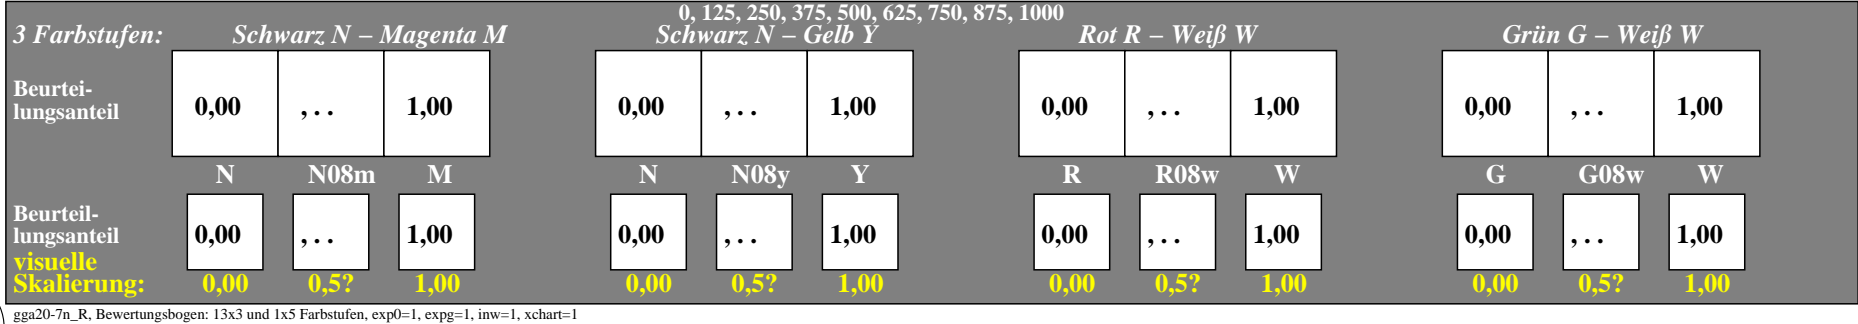 0, 125, 250, 375, 500, 625, 750, 875, 1000
3 Farbstufen: Schwarz N – Magenta M Schwarz N – Gelb Y Rot R – Weiß W Grün G – Weiß W
Beurtei-
lungsanteil 0,00 , . . 1,00 0,00 , . . 1,00 0,00 , . . 1,00 0,00 , . . 1,00
N N08m M N N08y Y R R08w W G G08w W
Beurteil-
lungsanteil 0,00 , . . 1,00 0,00 , . . 1,00 0,00 , . . 1,00 0,00 , . . 1,00
visuelle
Skalierung: 0,00 0,5? 1,00 0,00 0,5? 1,00 0,00 0,5? 1,00 0,00 0,5? 1,00
gga20-7n_R, Bewertungsbogen: 13x3 und 1x5 Farbstufen, exp0=1, expg=1, inw=1, xchart=1